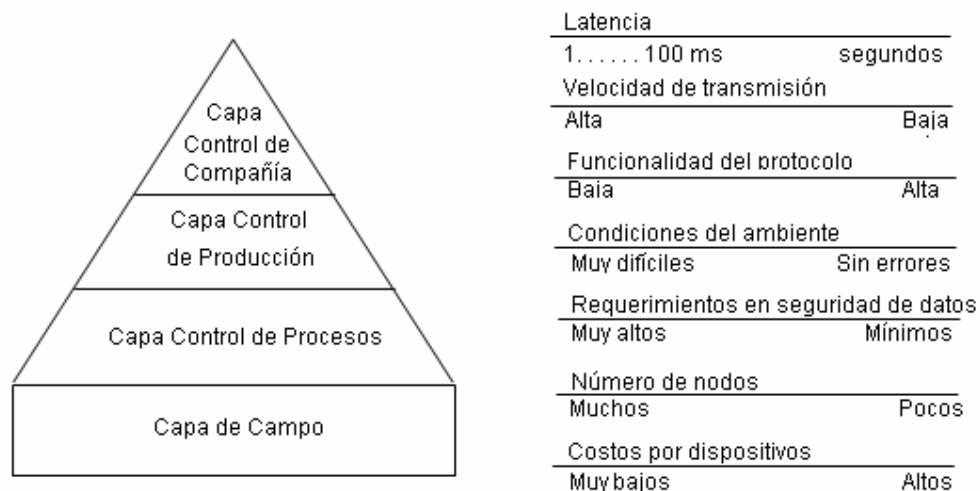 Capa
Control de
Compañía
Capa Control
de Producción
Capa Control de Procesos
Capa de Campo
Latencia
1. . . . . . 100 ms segundos
Velocidad de transmisión
Alta Baja
Funcionalidad del protocolo
Baja Alta
Condiciones del ambiente
Muy difíciles Sin errores
Requerimientos en seguridad de datos
Muy altos Mínimos
Número de nodos
Muchos Pocos
Costos por dispositivos
Muy bajos Altos